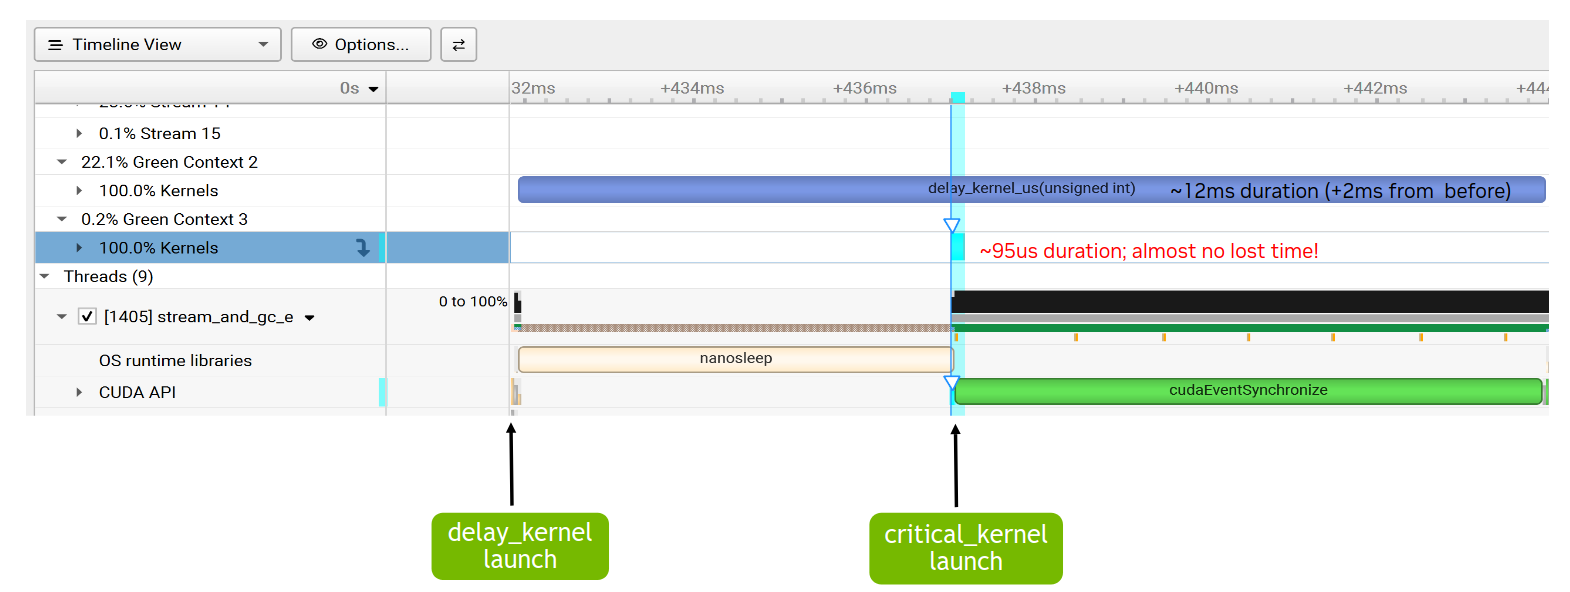 Timeline View
Options...
0s
32ms +434ms +436ms +438ms +440ms +442ms
0.1% Stream 15
22.1% Green Context 2
100.0% Kernels
delay_kernel_us(unsigned int) ~12ms duration (+2ms from before)
0.2% Green Context 3
100.0% Kernels
~95us duration; almost no lost time!
Threads (9)
0 to 100%
[1405] stream_and_gc_e
OS runtime libraries
nanosleep
CUDA API
cudaEventSynchronize
delay_kernel
launch
critical_kernel
launch